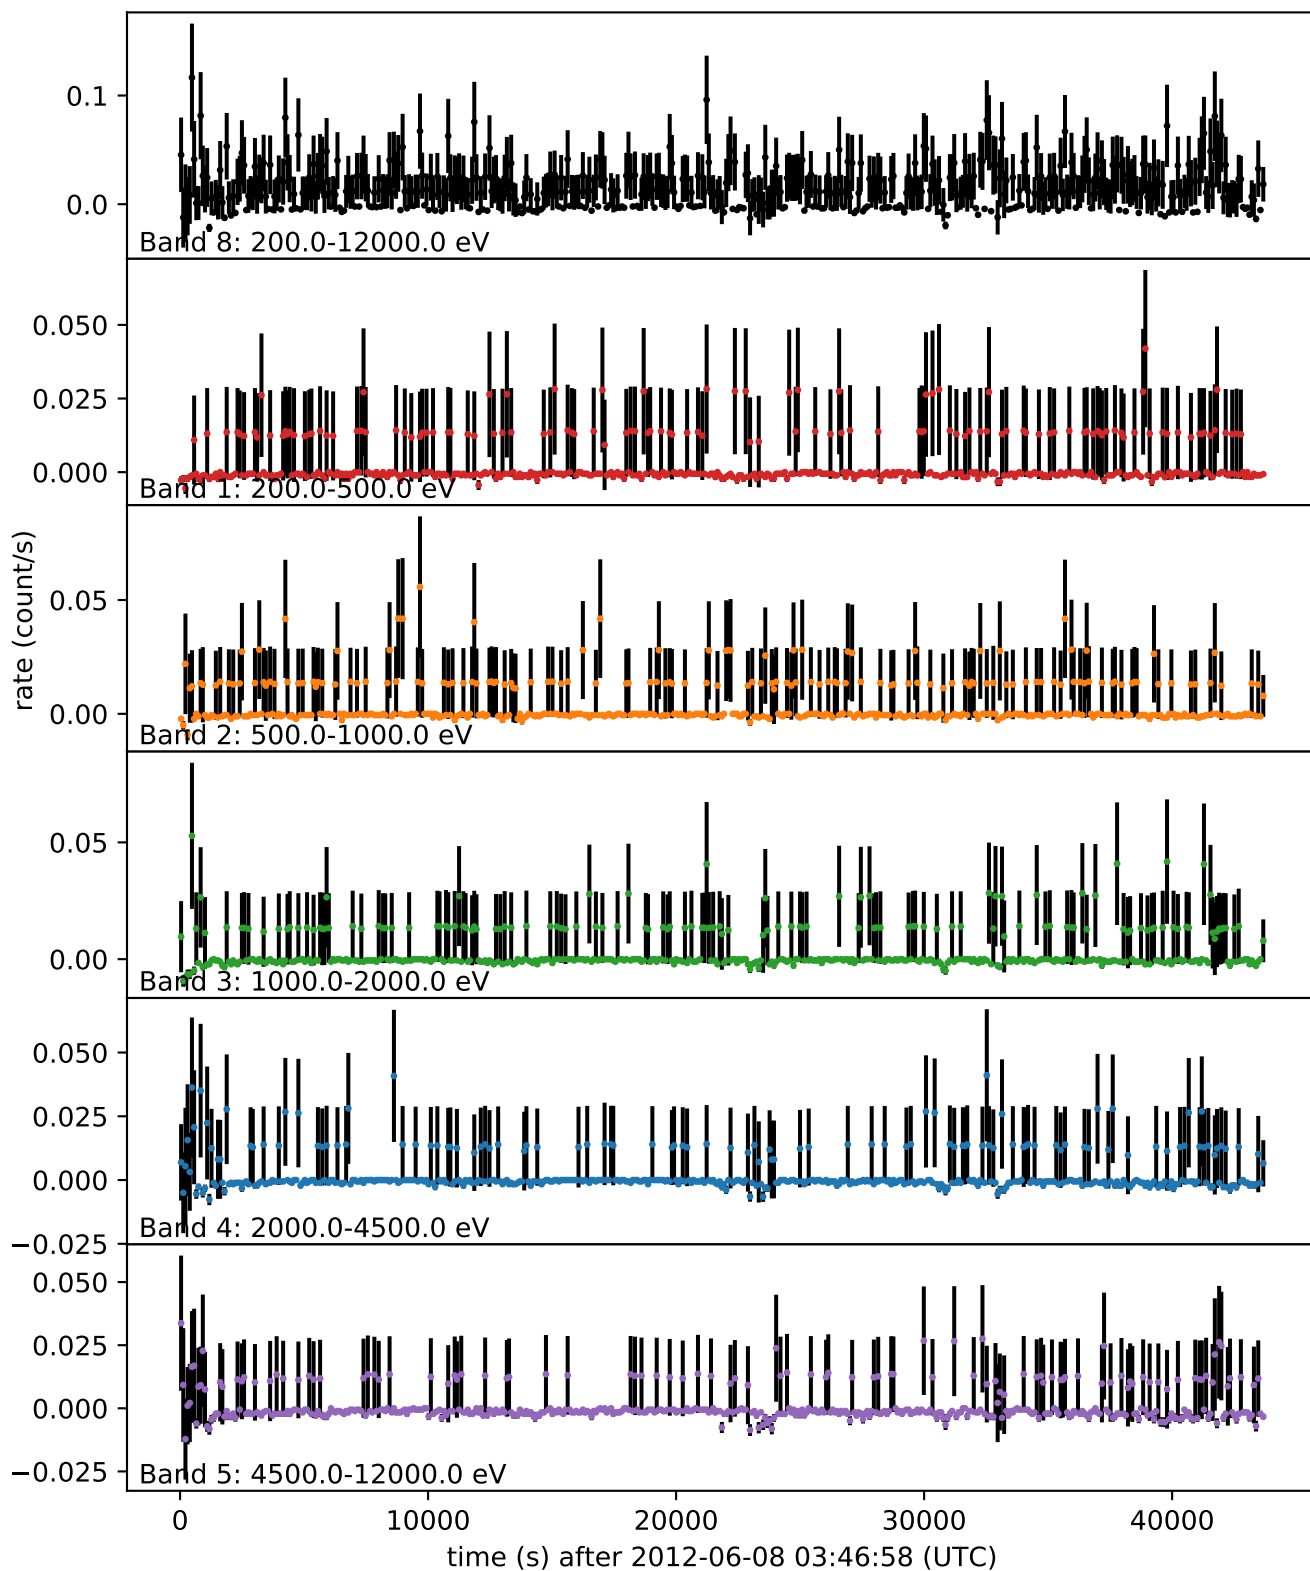 0.1
0.0
Band 8: 200.0-12000.0 eV
0.050
0.025
0.000
Band 1: 200.0-500.0 eV
rate (count/s)
0.05
0.00
Band 2: 500.0-1000.0 eV
0.05
0.00
Band 3: 1000.0-2000.0 eV
0.050
0.025
0.000
−0.025
Band 4: 2000.0-4500.0 eV
0.050
0.025
0.000
−0.025
Band 5: 4500.0-12000.0 eV
0 10000 20000 30000 40000
time (s) after 2012-06-08 03:46:58 (UTC)